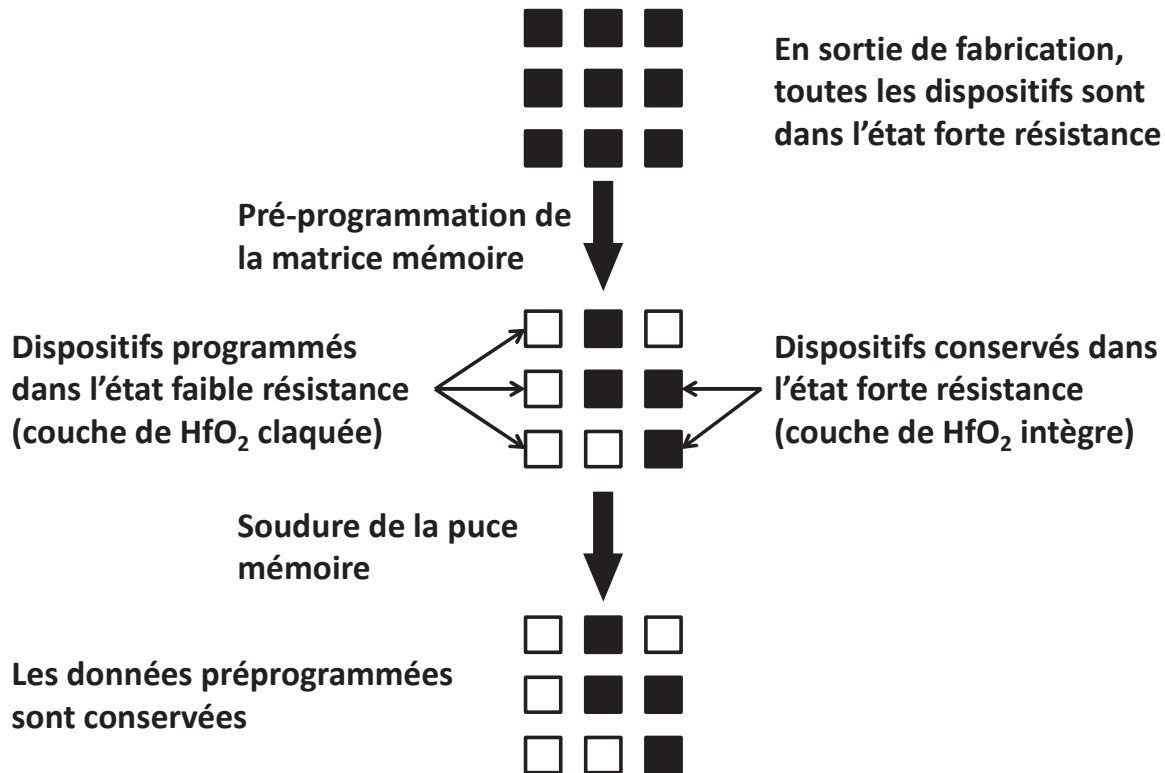 En sortie de fabrication,
toutes les dispositifs sont
dans l'état forte résistance
Pré-programmation de
la matrice mémoire
Dispositifs programmés
dans l'état faible résistance
(couche de HfO₂ claquée)
Dispositifs conservés dans
l'état forte résistance
(couche de HfO₂ intègre)
Soudure de la puce
mémoire
Les données préprogrammées
sont conservées